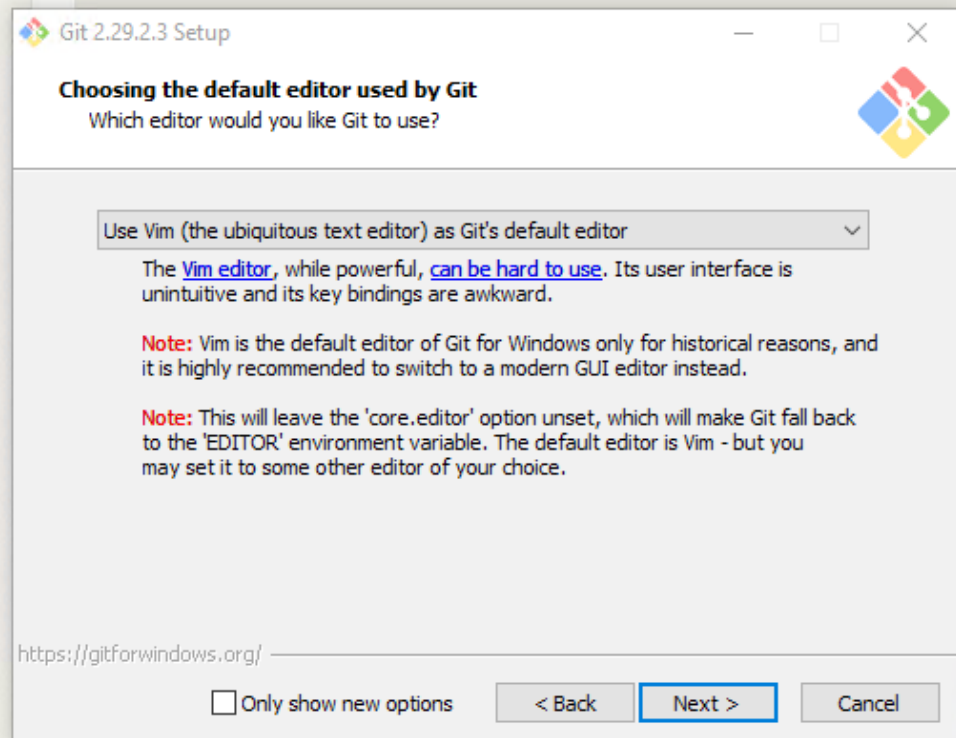 Git 2.29.2.3 Setup
Choosing the default editor used by Git
Which editor would you like Git to use?
Use Vim (the ubiquitous text editor) as Git's default editor
The Vim editor, while powerful, can be hard to use. Its user interface is
unintuitive and its key bindings are awkward.
Note: Vim is the default editor of Git for Windows only for historical reasons, and
it is highly recommended to switch to a modern GUI editor instead.
Note: This will leave the 'core.editor' option unset, which will make Git fall back
to the 'EDITOR' environment variable. The default editor is Vim - but you
may set it to some other editor of your choice.
https://gitforwindows.org/
Only show new options
< Back
Next >
Cancel